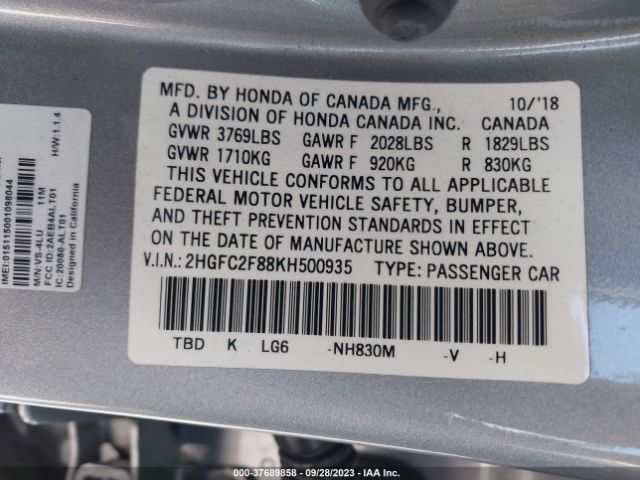 MFD. BY HONDA OF CANADA MFG., 10/'18
A DIVISION OF HONDA CANADA INC. CANADA
GVWR 3769LBS GAWR F 2028LBS R 1829LBS
GVWR 1710KG GAWR F 920KG R 830KG
THIS VEHICLE CONFORMS TO ALL APPLICABLE
FEDERAL MOTOR VEHICLE SAFETY, BUMPER,
AND THEFT PREVENTION STANDARDS IN EFFECT
ON THE DATE OF MANUFACTURE SHOWN ABOVE.
V.I.N.: 2HGFC2F88KH500935 TYPE: PASSENGER CAR
TBD K LG6 -NH830M -V -H
H/W:1.1.4
IMEI:015115001098044
M/N:VS-4LU 11M
FCC ID:2AEB4ALT01
IC:20080-ALT01
Designed in California
000-37689858 - 09/28/2023 - IAA Inc.